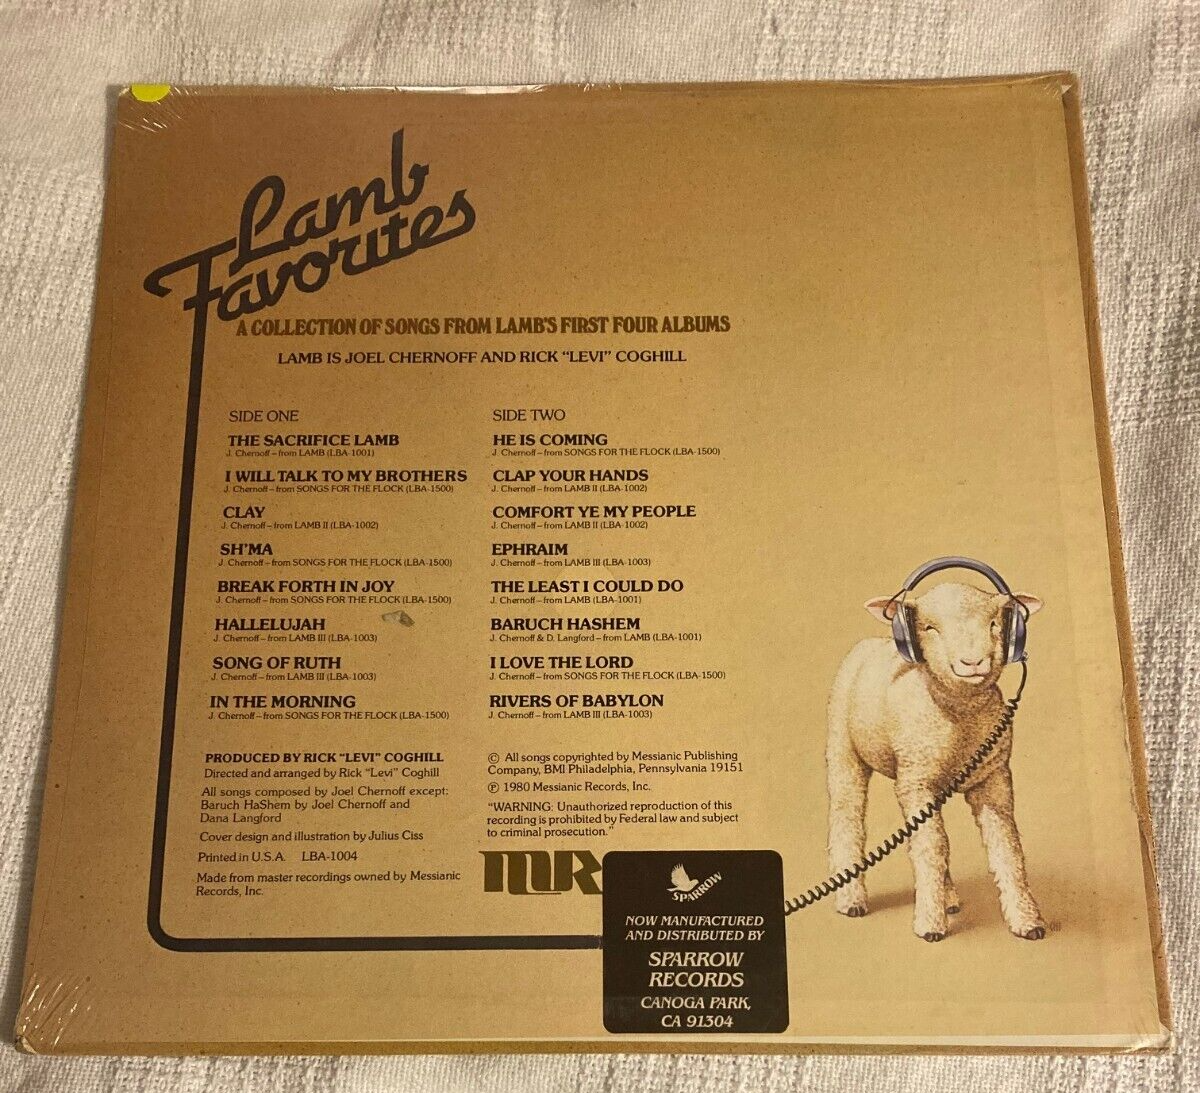 Lamb
Favorites
A COLLECTION OF SONGS FROM LAMB'S FIRST FOUR ALBUMS
LAMB IS JOEL CHERNOFF AND RICK "LEVI" COGHILL
SIDE ONE
THE SACRIFICE LAMB
J. Chernoff – from LAMB (LBA-1001)
I WILL TALK TO MY BROTHERS
J. Chernoff – from SONGS FOR THE FLOCK (LBA-1500)
CLAY
J. Chernoff – from LAMB II (LBA-1002)
SH'MA
J. Chernoff – from SONGS FOR THE FLOCK (LBA-1500)
BREAK FORTH IN JOY
J. Chernoff – from SONGS FOR THE FLOCK (LBA-1500)
HALLELUJAH
J. Chernoff – from LAMB III (LBA-1003)
SONG OF RUTH
J. Chernoff – from LAMB III (LBA-1003)
IN THE MORNING
J. Chernoff – from SONGS FOR THE FLOCK (LBA-1500)
SIDE TWO
HE IS COMING
J. Chernoff – from SONGS FOR THE FLOCK (LBA-1500)
CLAP YOUR HANDS
J. Chernoff – from LAMB II (LBA-1002)
COMFORT YE MY PEOPLE
J. Chernoff – from LAMB II (LBA-1002)
EPHRAIM
J. Chernoff – from LAMB III (LBA-1003)
THE LEAST I COULD DO
J. Chernoff – from LAMB (LBA-1001)
BARUCH HASHEM
J. Chernoff & D. Langford – from LAMB (LBA-1001)
I LOVE THE LORD
J. Chernoff – from SONGS FOR THE FLOCK (LBA-1500)
RIVERS OF BABYLON
J. Chernoff – from LAMB III (LBA-1003)
PRODUCED BY RICK "LEVI" COGHILL
Directed and arranged by Rick "Levi" Coghill
All songs composed by Joel Chernoff except:
Baruch HaShem by Joel Chernoff and
Dana Langford
Cover design and illustration by Julius Ciss
Printed in U.S.A. LBA-1004
Made from master recordings owned by Messianic
Records, Inc.
© All songs copyrighted by Messianic Publishing
Company, BMI Philadelphia, Pennsylvania 19151
℗ 1980 Messianic Records, Inc.
"WARNING: Unauthorized reproduction of this
recording is prohibited by Federal law and subject
to criminal prosecution."
MR
SPARROW
NOW MANUFACTURED
AND DISTRIBUTED BY
SPARROW
RECORDS
CANOGA PARK,
CA 91304